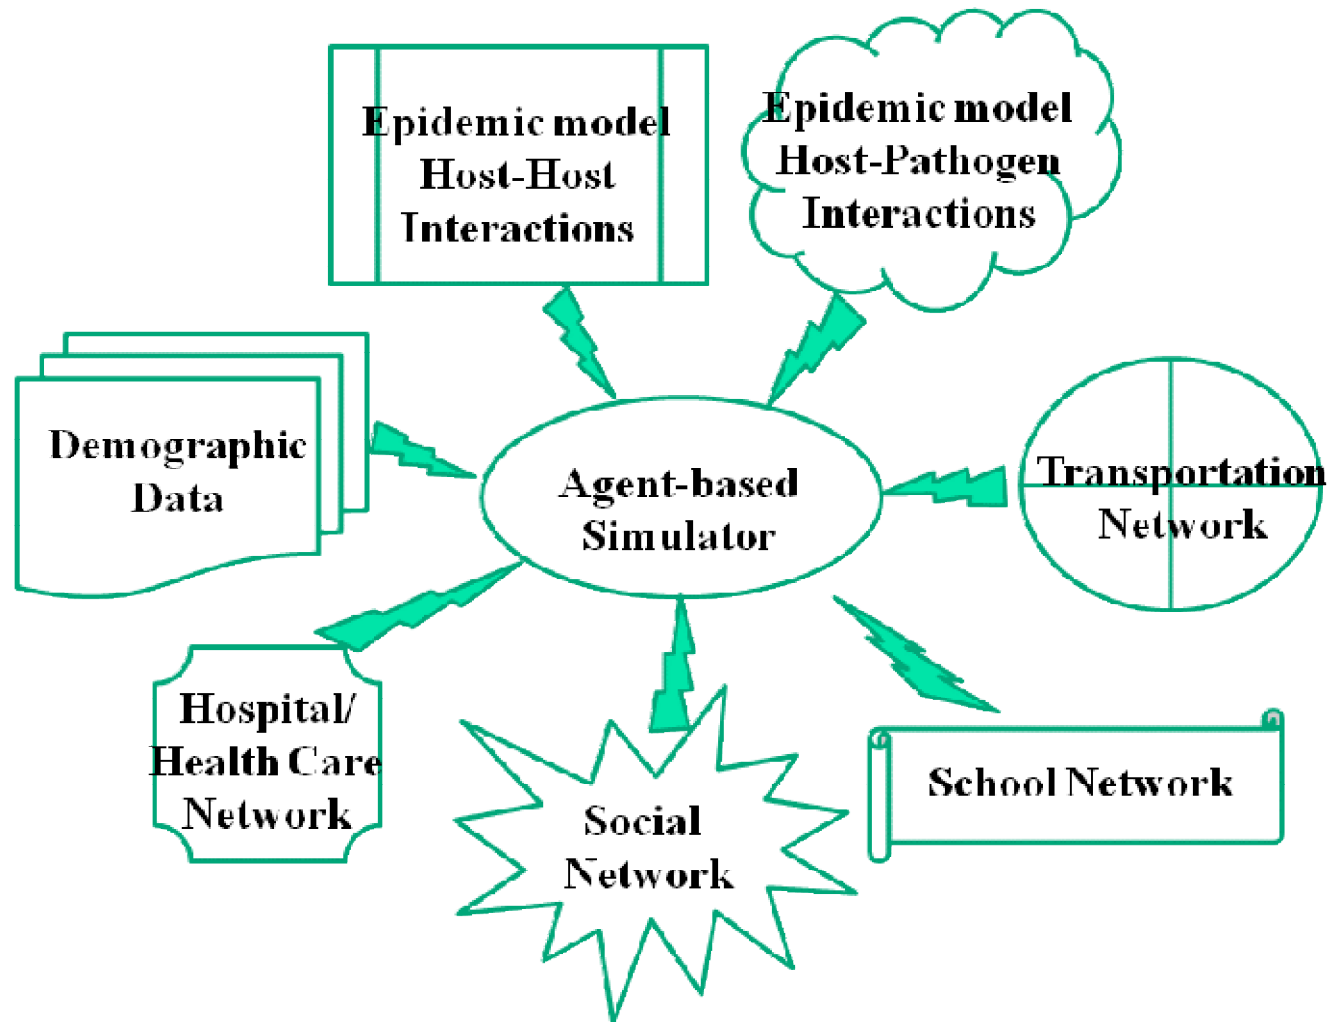 Epidemic model
Host-Host
Interactions
Epidemic model
Host-Pathogen
Interactions
Demographic
Data
Agent-based
Simulator
Transportation
Network
Hospital/
Health Care
Network
Social
Network
School Network